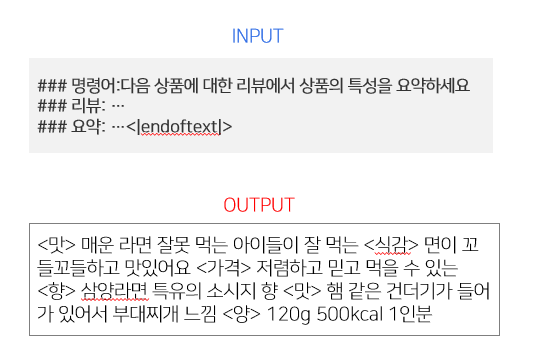 INPUT
### 명령어:다음 상품에 대한 리뷰에서 상품의 특성을 요약하세요
### 리뷰: …
### 요약: …<|endoftext|>
OUTPUT
<맛> 매운 라면 잘못 먹는 아이들이 잘 먹는 <식감> 면이 꼬
들꼬들하고 맛있어요 <가격> 저렴하고 믿고 먹을 수 있는
<향> 삼양라면 특유의 소시지 향 <맛> 햄 같은 건더기가 들어
가 있어서 부대찌개 느낌 <양> 120g 500kcal 1인분